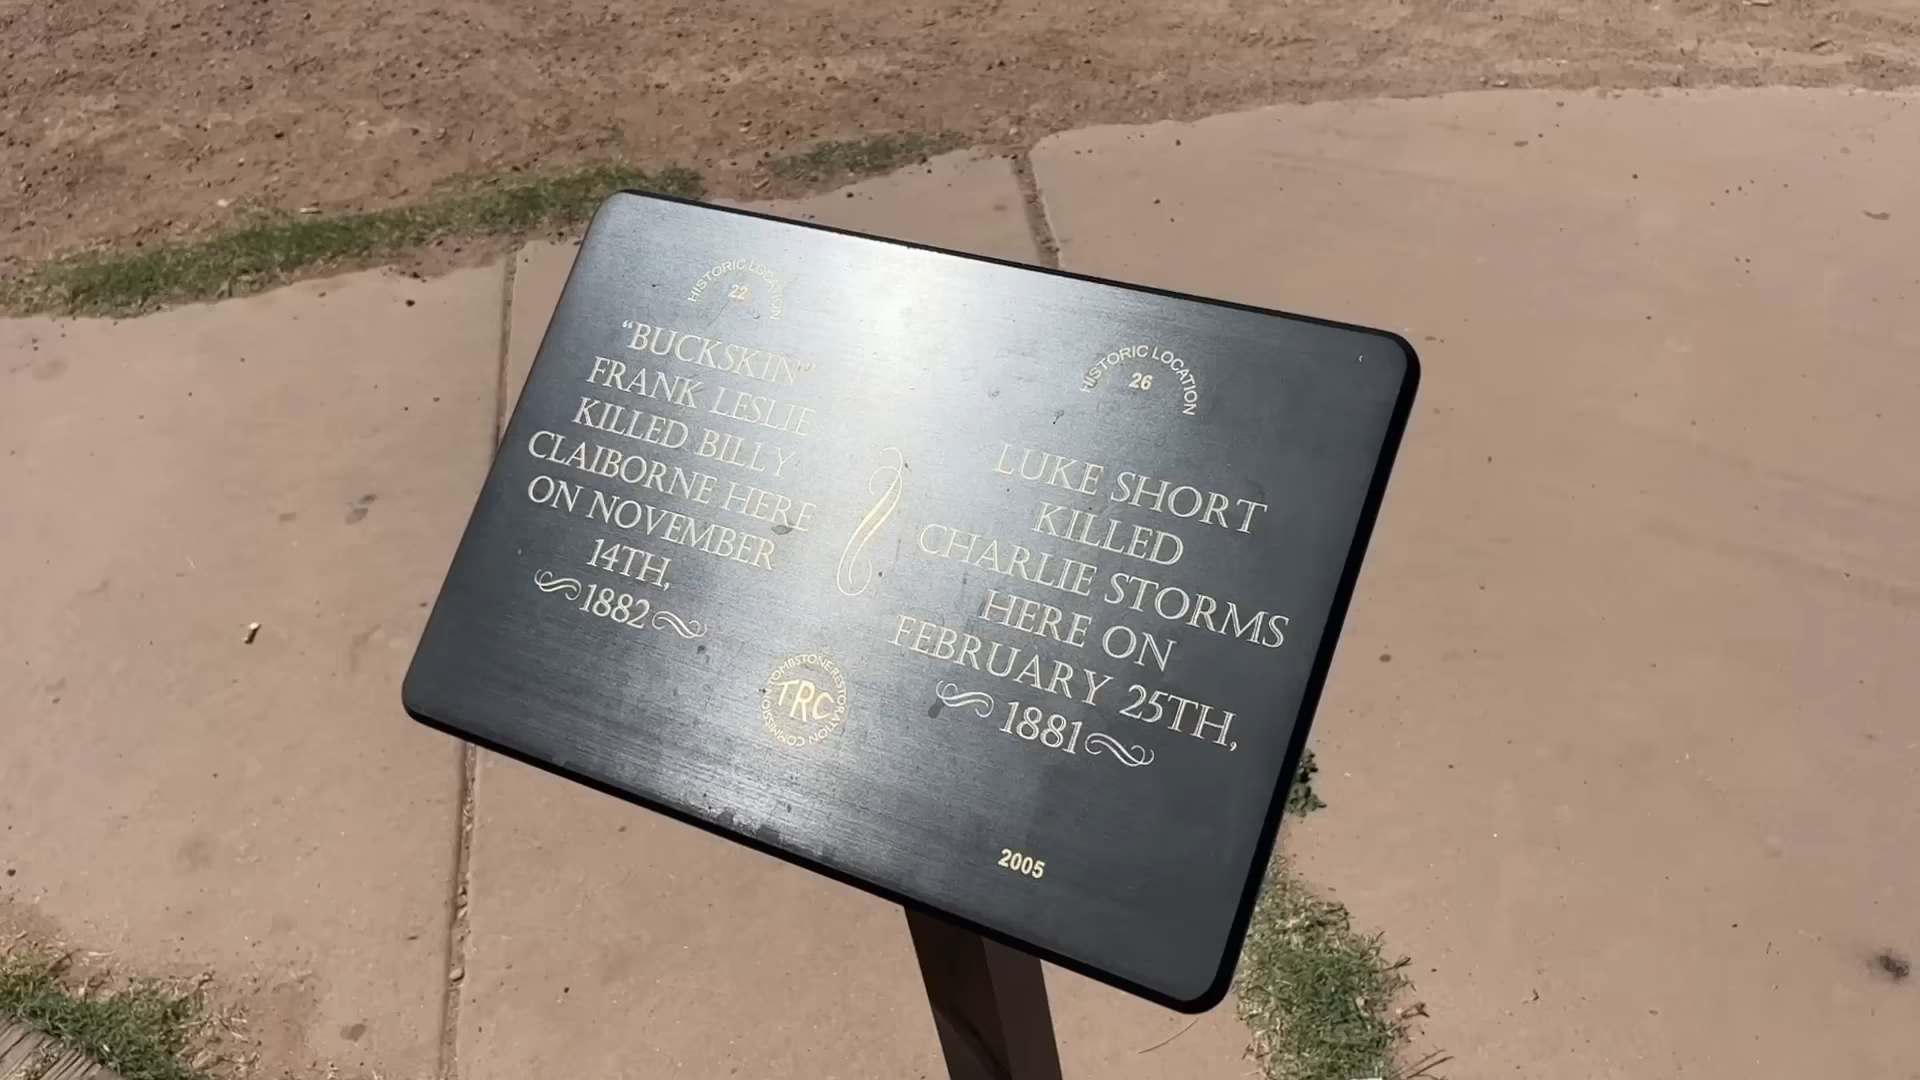 HISTORIC LOCATION
22
“BUCKSKIN”
FRANK LESLIE
KILLED BILLY
CLAIBORNE HERE
ON NOVEMBER
14TH,
1882
HISTORIC LOCATION
26
LUKE SHORT
KILLED
CHARLIE STORMS
HERE ON
FEBRUARY 25TH,
1881
TOMBSTONE RESTORATION COMMISSION
TRC
2005